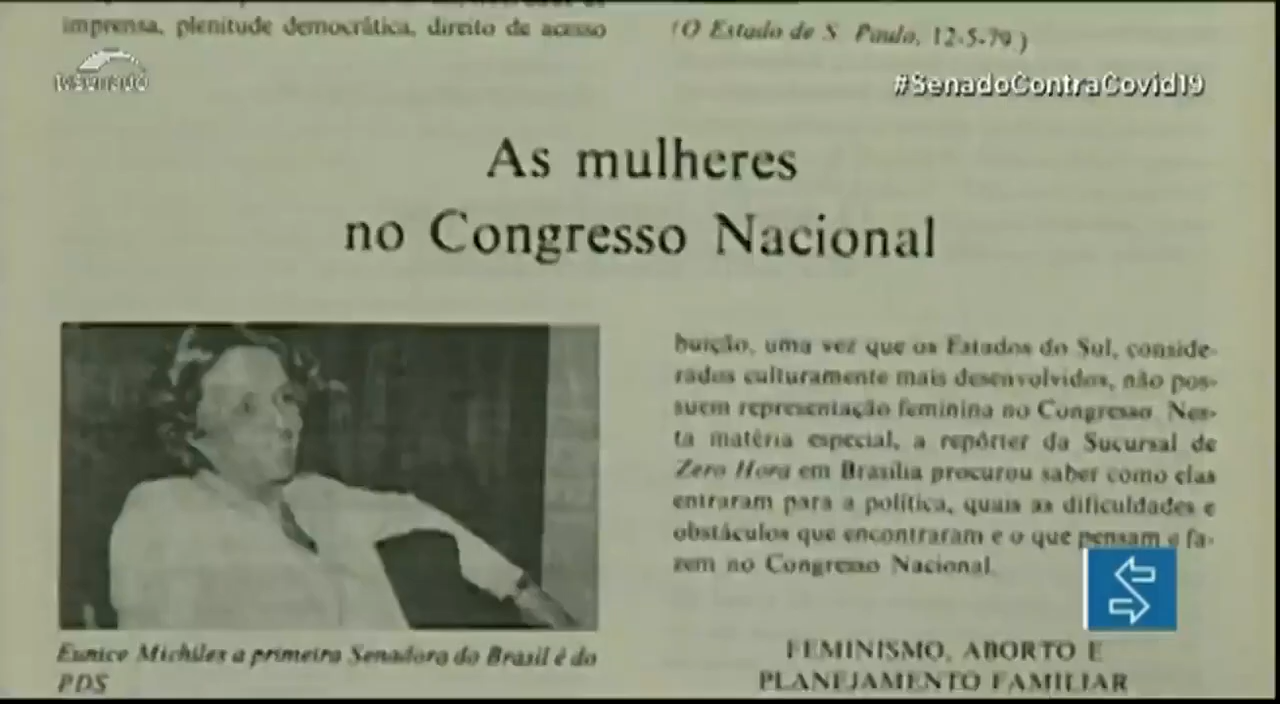 imprensa, plenitude democrática, direito de acesso
(O Estado de S. Paulo, 12-5-79)
TV SENADO
#SenadoContraCovid19
As mulheres
no Congresso Nacional
buição, uma vez que os Estados do Sul, conside-
rados culturamente mais desenvolvidos, não pos-
suem representação feminina no Congresso. Nes-
ta matéria especial, a repórter da Sucursal de
Zero Hora em Brasília procurou saber como elas
entraram para a política, quais as dificuldades e
obstáculos que encontraram e o que pensam e fa-
zem no Congresso Nacional.
Eunice Michiles a primeira Senadora do Brasil é do
PDS
FEMINISMO, ABORTO E
PLANEJAMENTO FAMILIAR